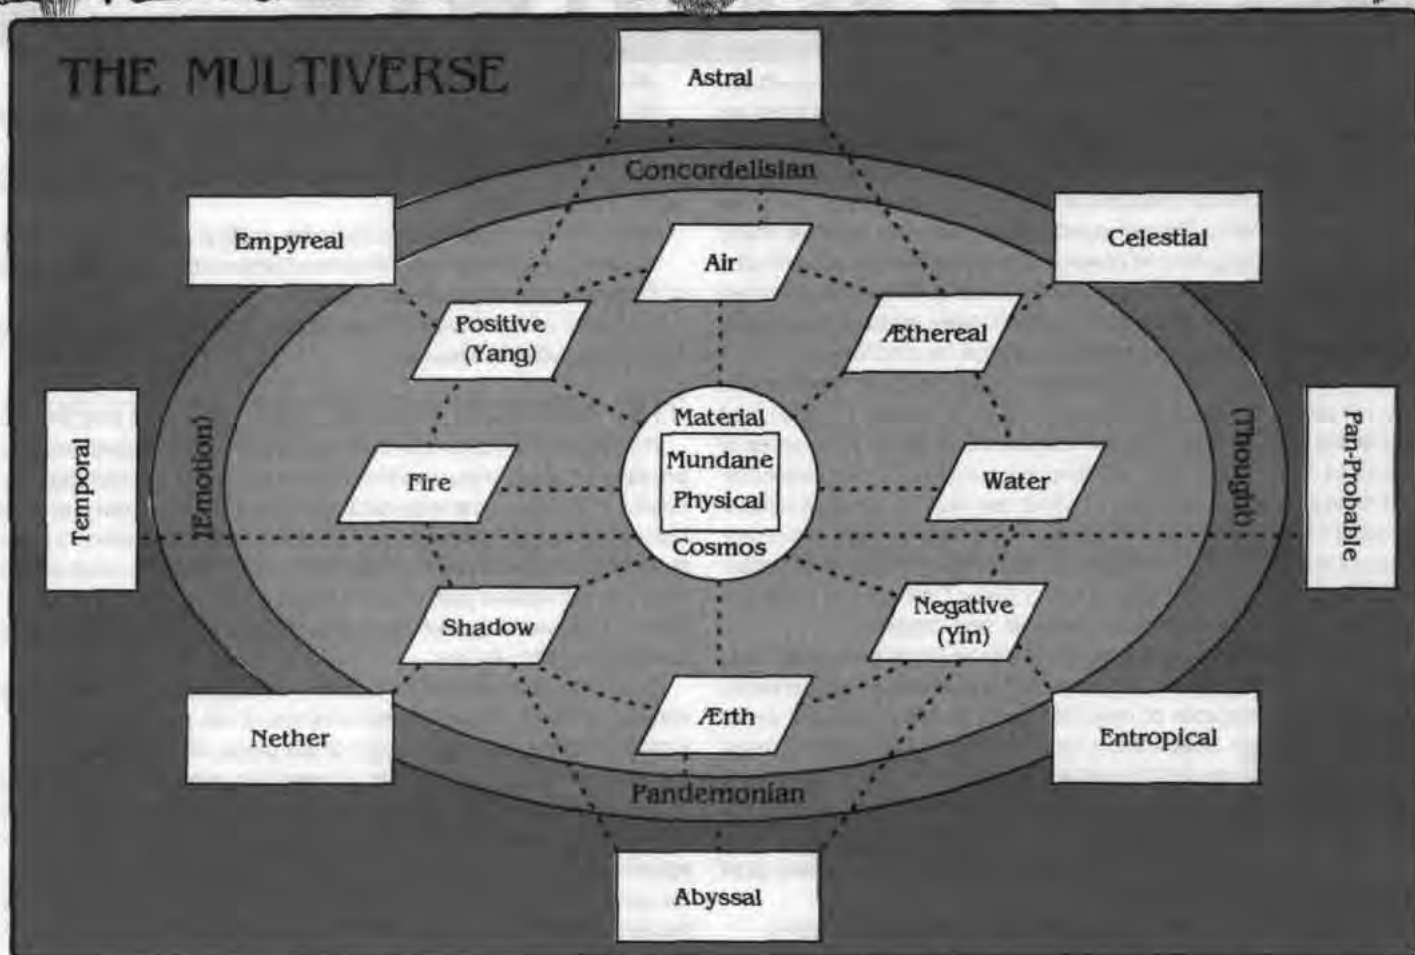 THE MULTIVERSE
Astral
Concordelisian
Empyreal
Celestial
Air
Positive
(Yang)
Æthereal
Material
Mundane
Physical
Cosmos
Temporal
(Emotion)
Fire
Water
(Thought)
Pan-Probable
Shadow
Negative
(Yin)
Ærth
Nether
Entropical
Pandemonian
Abyssal